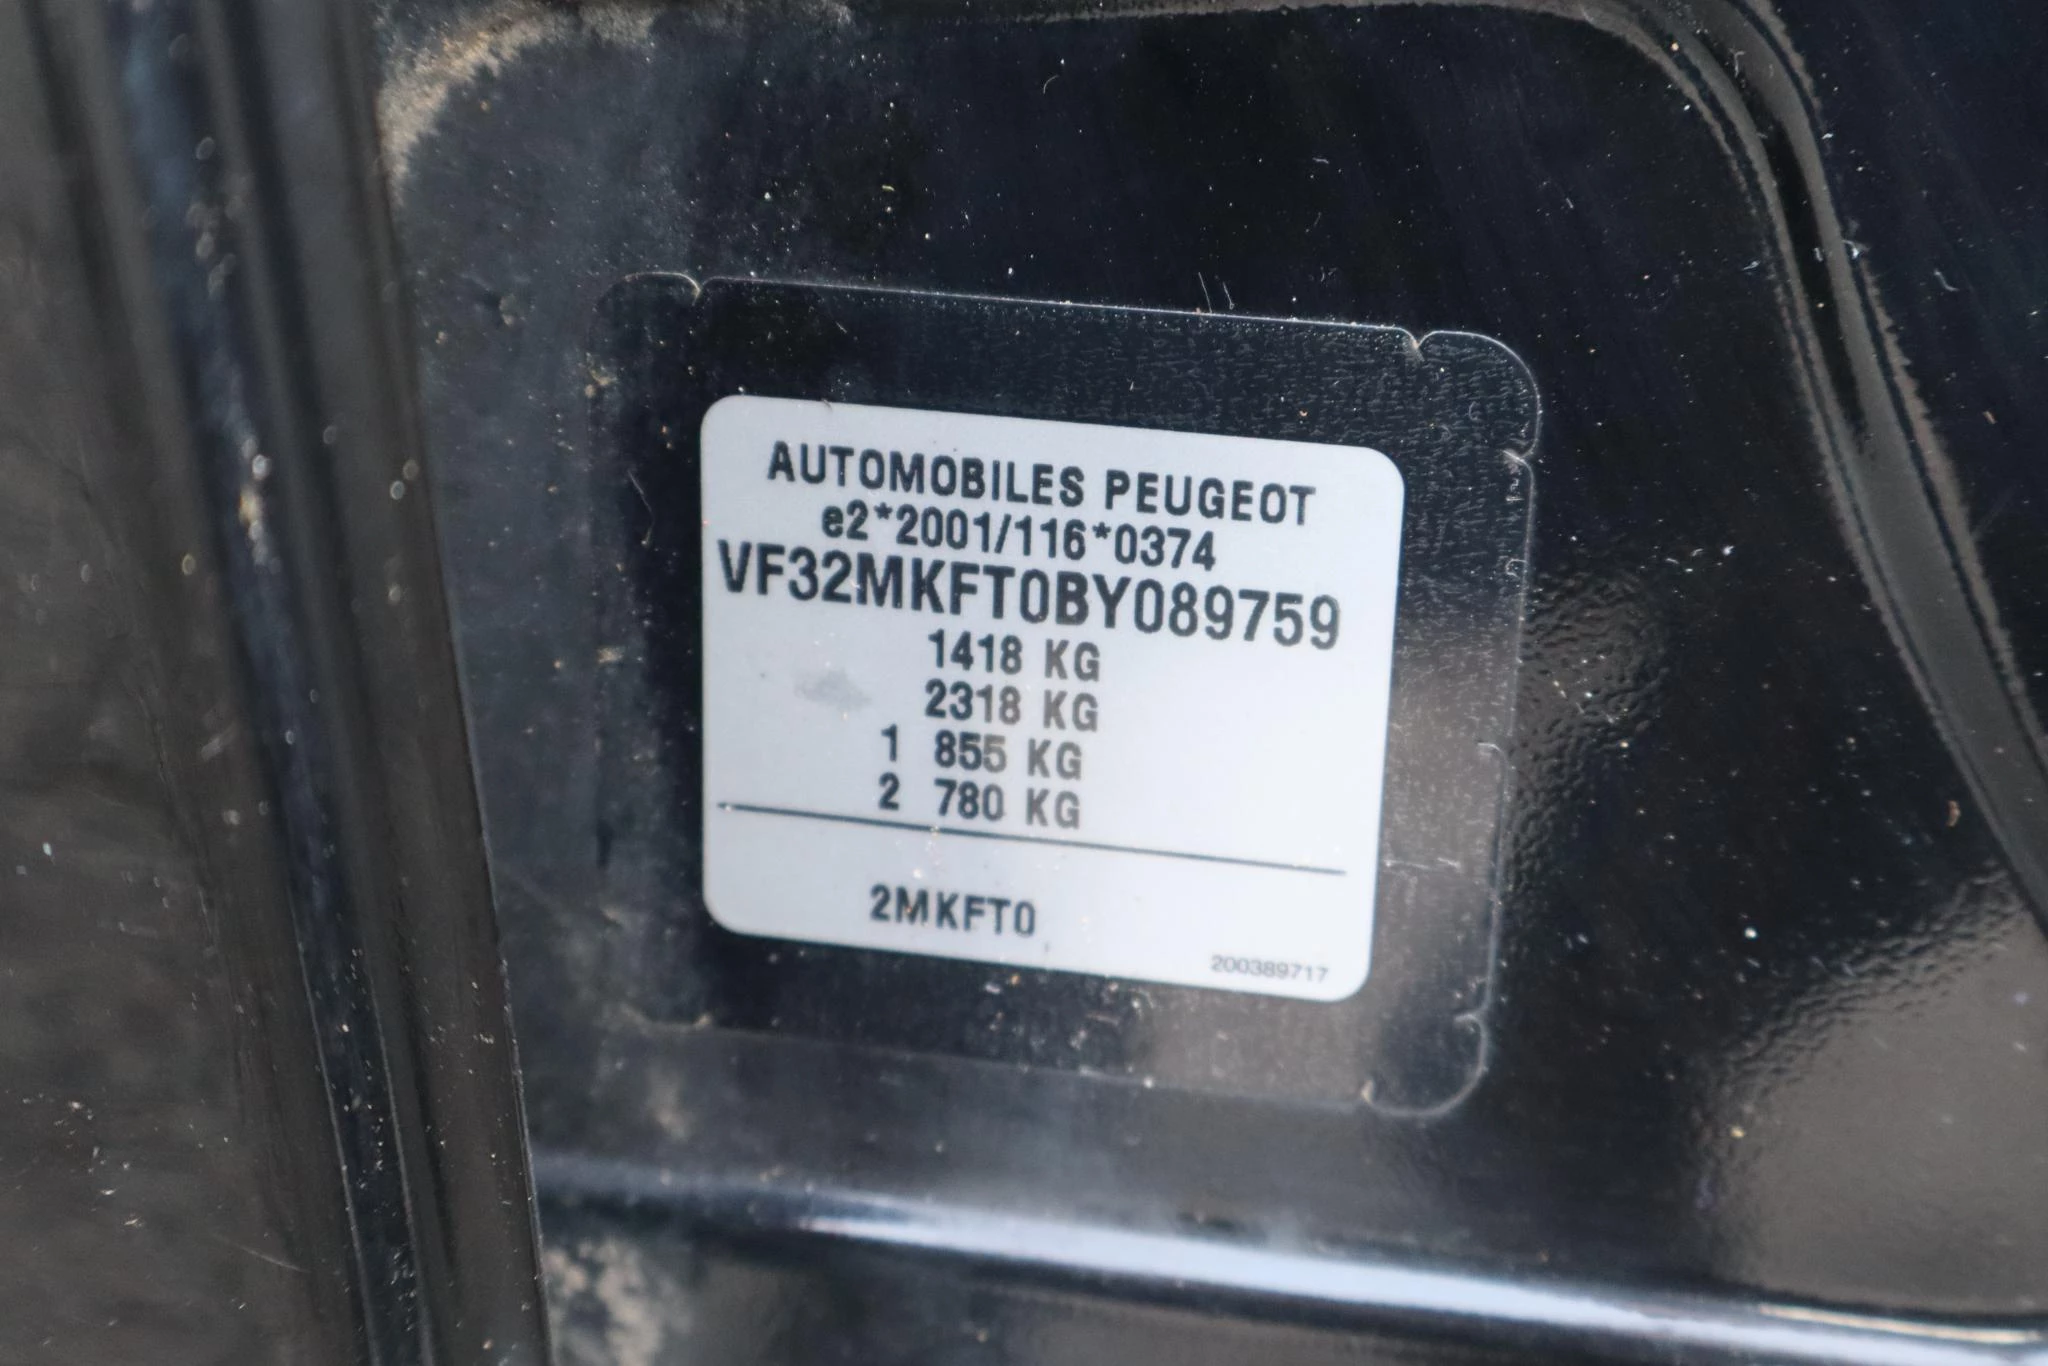 AUTOMOBILES PEUGEOT
e2*2001/116*0374
VF32MKFT0BY089759
1418 KG
2318 KG
1 855 KG
2 780 KG
2MKFT0
200389717